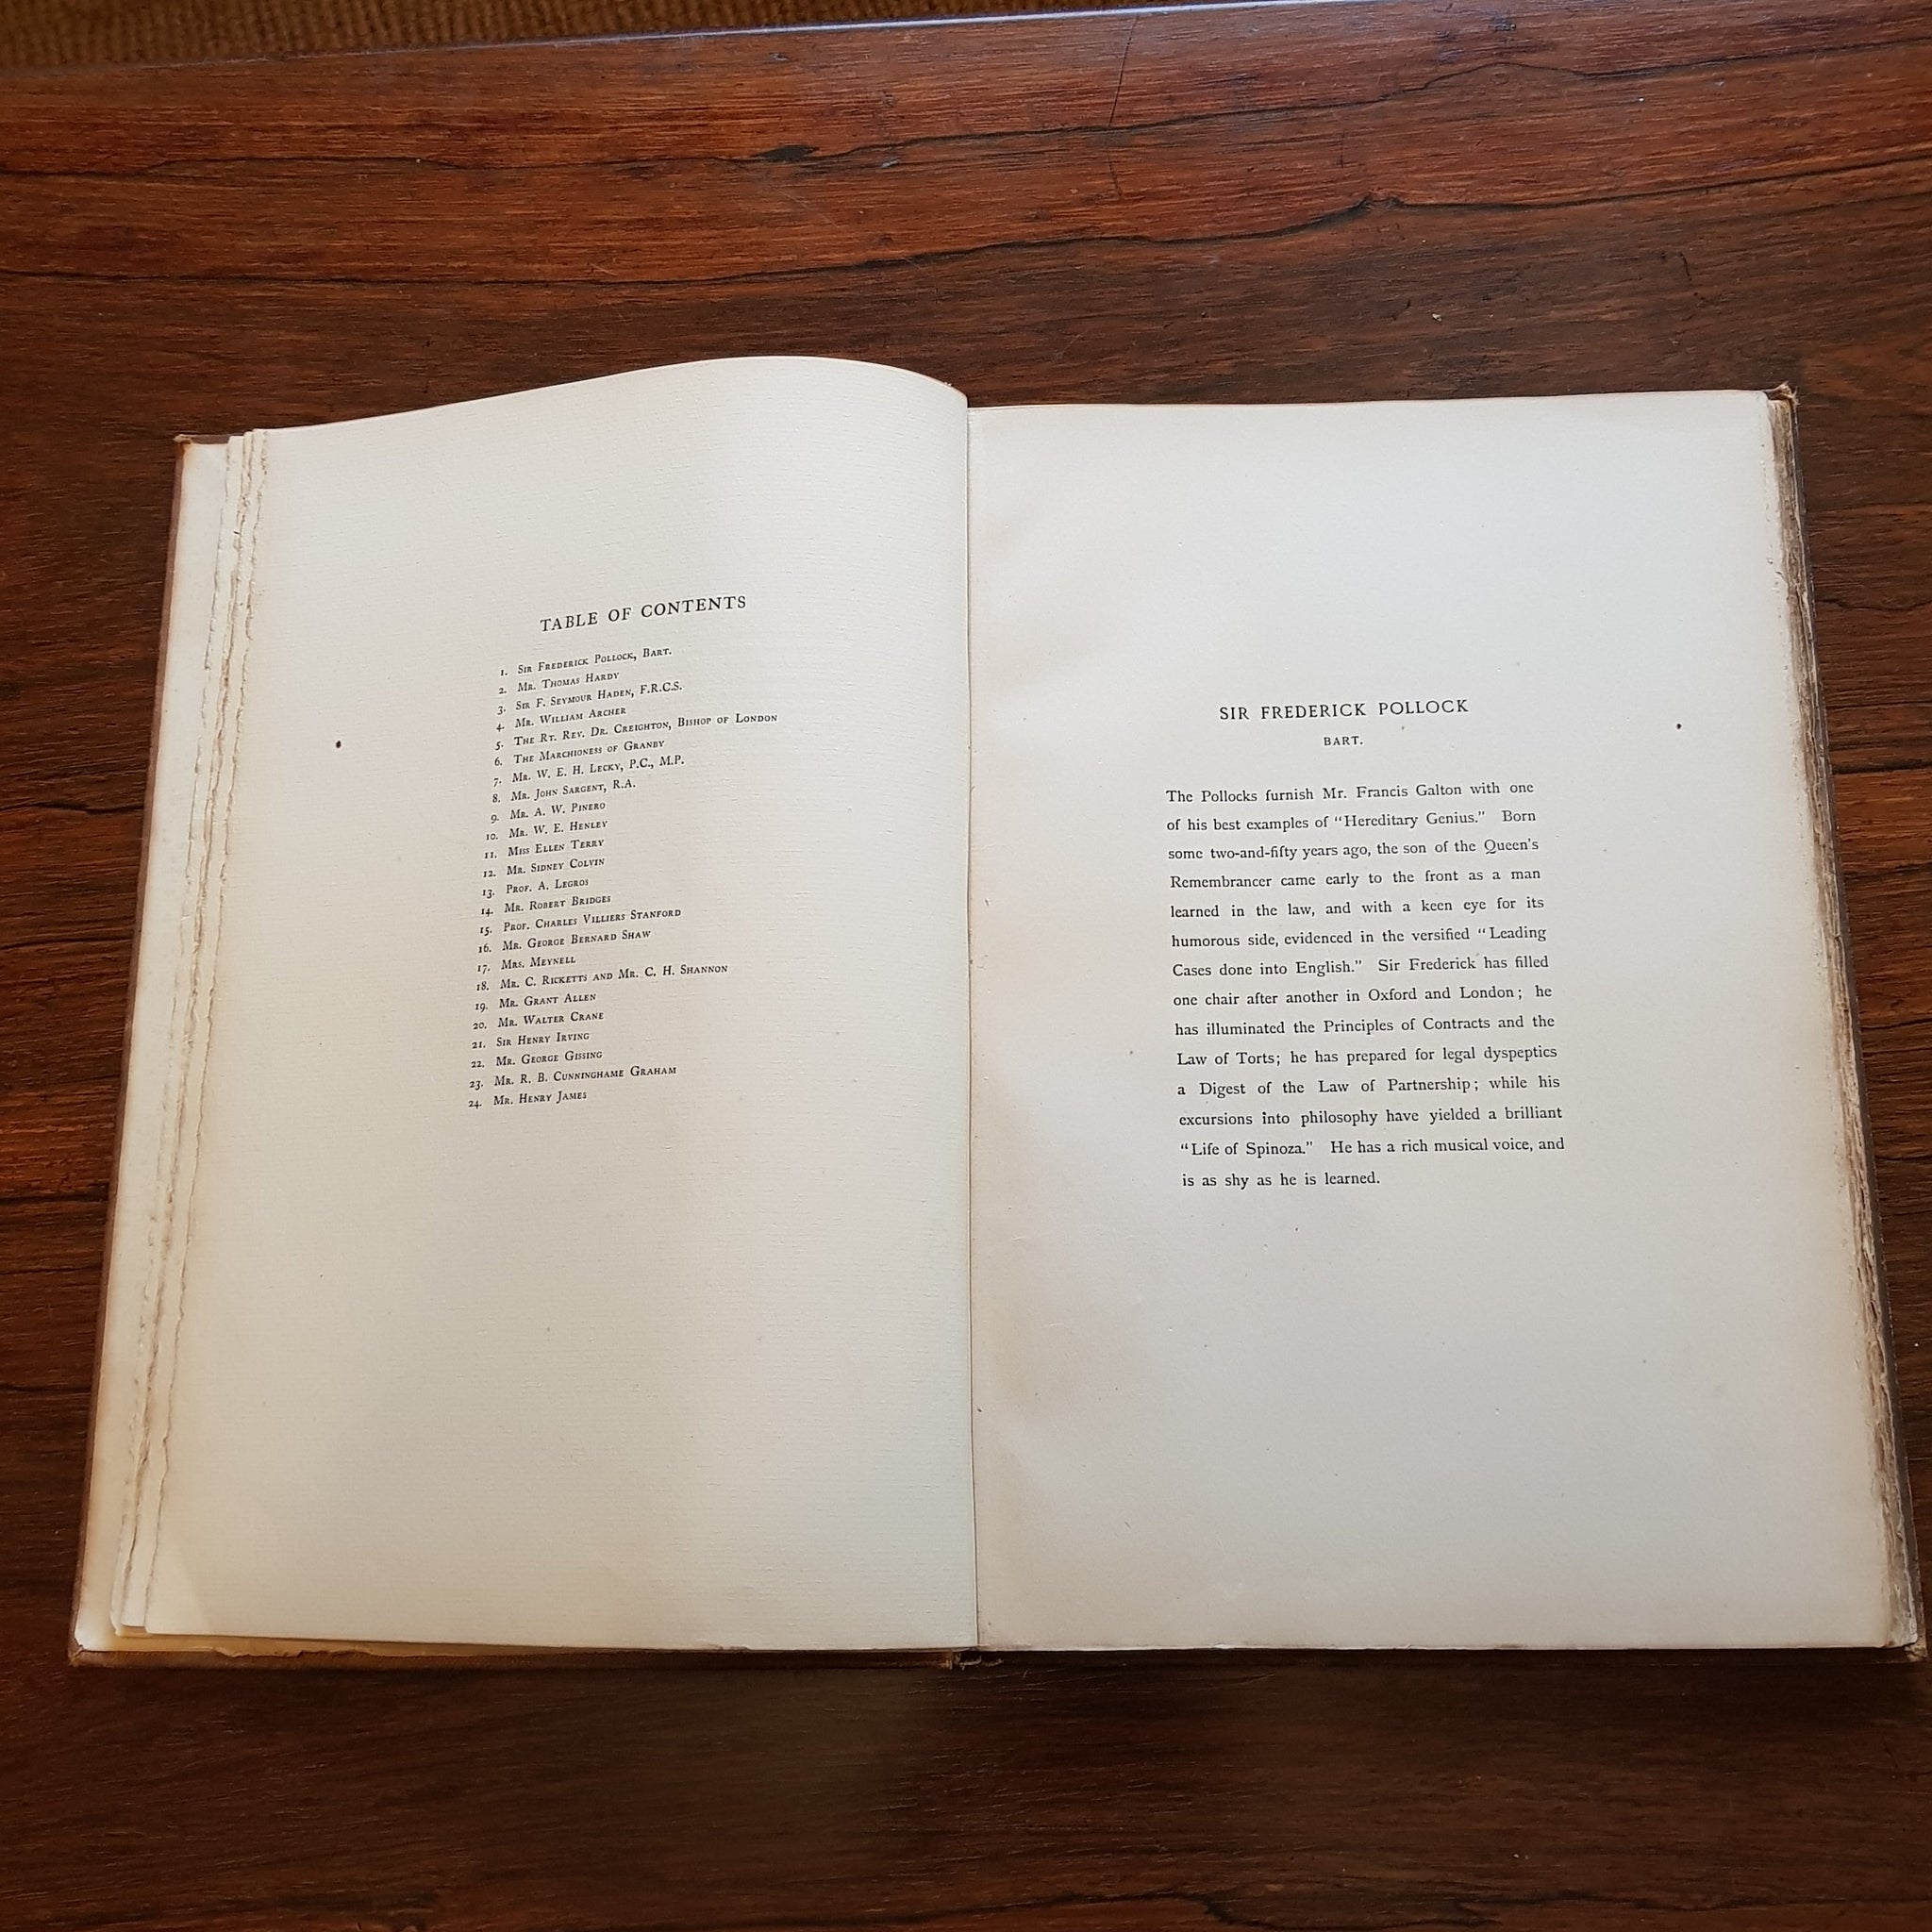 TABLE OF CONTENTS
1. Sir Frederick Pollock, Bart.
2. Mr. Thomas Hardy
3. Sir F. Seymour Haden, F.R.C.S.
4. Mr. William Archer
5. The Rt. Rev. Dr. Creighton, Bishop of London
6. The Marchioness of Granby
7. Mr. W. E. H. Lecky, P.C., M.P.
8. Mr. John Sargent, R.A.
9. Mr. A. W. Pinero
10. Mr. W. E. Henley
11. Miss Ellen Terry
12. Mr. Sidney Colvin
13. Prof. A. Legros
14. Mr. Robert Bridges
15. Prof. Charles Villiers Stanford
16. Mr. George Bernard Shaw
17. Mrs. Meynell
18. Mr. C. Ricketts and Mr. C. H. Shannon
19. Mr. Grant Allen
20. Mr. Walter Crane
21. Sir Henry Irving
22. Mr. George Gissing
23. Mr. R. B. Cunninghame Graham
24. Mr. Henry James
SIR FREDERICK POLLOCK
BART.
The Pollocks furnish Mr. Francis Galton with one
of his best examples of "Hereditary Genius." Born
some two-and-fifty years ago, the son of the Queen's
Remembrancer came early to the front as a man
learned in the law, and with a keen eye for its
humorous side, evidenced in the versified "Leading
Cases done into English." Sir Frederick has filled
one chair after another in Oxford and London; he
has illuminated the Principles of Contracts and the
Law of Torts; he has prepared for legal dyspeptics
a Digest of the Law of Partnership; while his
excursions into philosophy have yielded a brilliant
"Life of Spinoza." He has a rich musical voice, and
is as shy as he is learned.